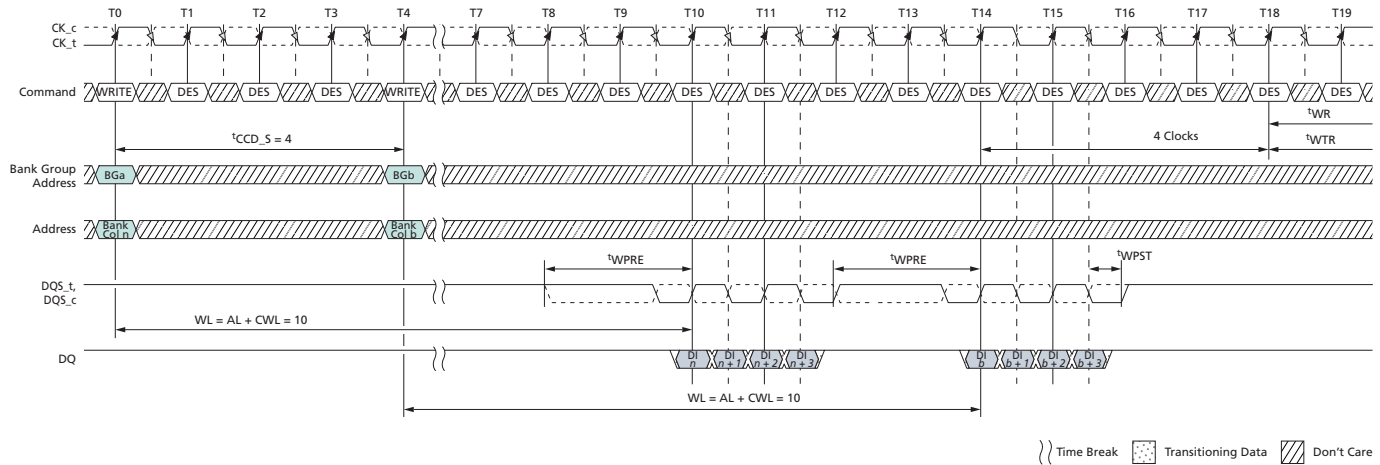 T0 T1 T2 T3 T4 T7 T8 T9 T10 T11 T12 T13 T14 T15 T16 T17 T18 T19
CK_c
CK_t
Command WRITE DES DES DES WRITE DES DES DES DES DES DES DES DES DES DES DES DES DES
tWR
tCCD_S = 4 4 Clocks tWTR
Bank Group
Address BGa BGb
Address Bank Col n Bank Col b
tWPRE tWPRE tWPST
DQS_t,
DQS_c
WL = AL + CWL = 10
DQ DI n DI n + 1 DI n + 2 DI n + 3 DI b DI b + 1 DI b + 2 DI b + 3
WL = AL + CWL = 10
Time Break Transitioning Data Don't Care